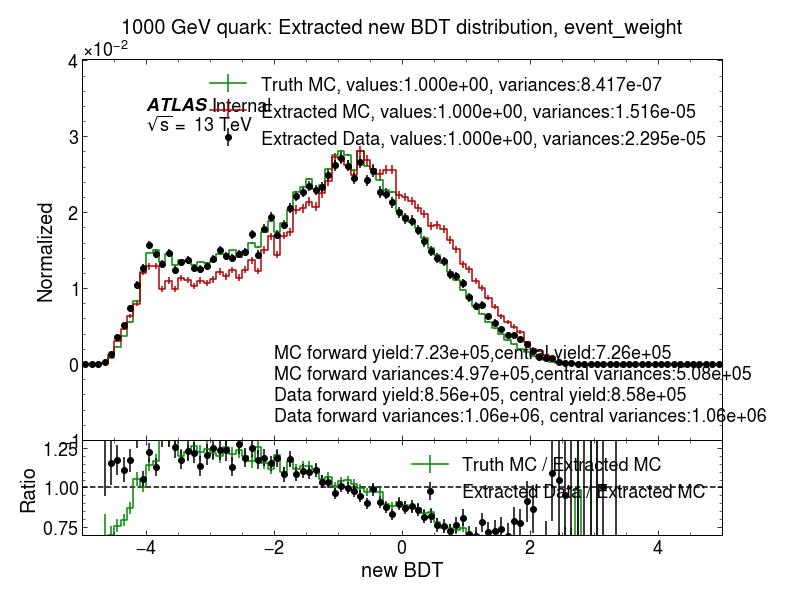 1000 GeV quark: Extracted new BDT distribution, event_weight
×10⁻²
4
3
2
1
0
−1
Normalized
ATLAS Internal
√s = 13 TeV
Truth MC, values:1.000e+00, variances:8.417e-07
Extracted MC, values:1.000e+00, variances:1.516e-05
Extracted Data, values:1.000e+00, variances:2.295e-05
MC forward yield:7.23e+05,central yield:7.26e+05
MC forward variances:4.97e+05,central variances:5.08e+05
Data forward yield:8.56e+05, central yield:8.58e+05
Data forward variances:1.06e+06, central variances:1.06e+06
1.25
1.00
0.75
Ratio
Truth MC / Extracted MC
Extracted Data / Extracted MC
−4 −2 0 2 4
new BDT